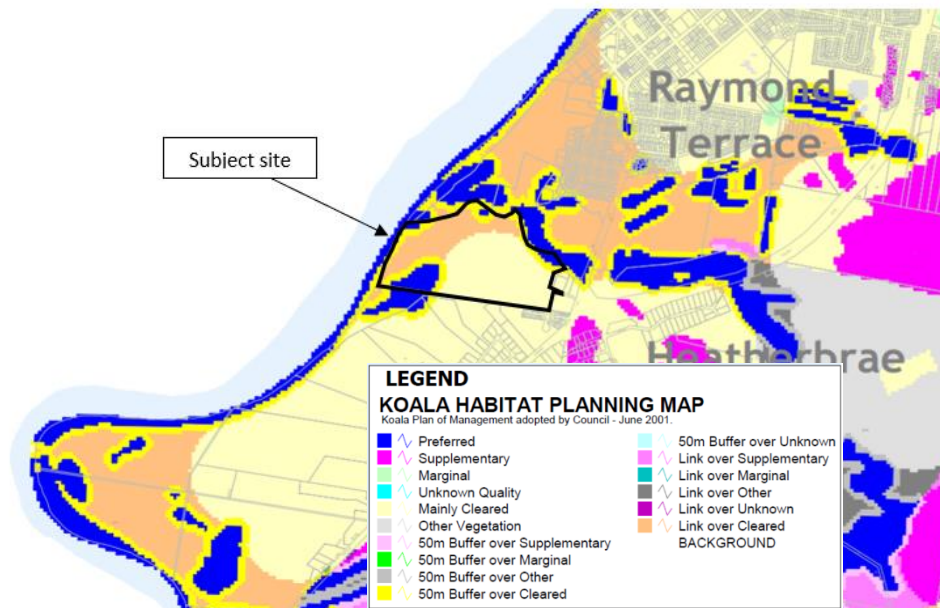 Raymond
Terrace
Subject site
Heatherbrae
LEGEND
KOALA HABITAT PLANNING MAP
Koala Plan of Management adopted by Council - June 2001.
Preferred
Supplementary
Marginal
Unknown Quality
Mainly Cleared
Other Vegetation
50m Buffer over Supplementary
50m Buffer over Marginal
50m Buffer over Other
50m Buffer over Cleared
50m Buffer over Unknown
Link over Supplementary
Link over Marginal
Link over Other
Link over Unknown
Link over Cleared
BACKGROUND